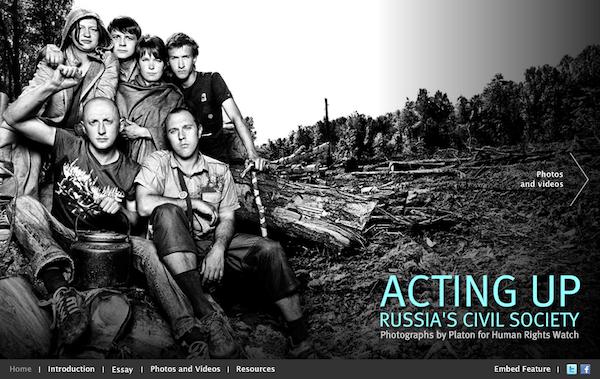 Photos
and videos
ACTING UP
RUSSIA'S CIVIL SOCIETY
Photographs by Platon for Human Rights Watch
Home | Introduction | Essay | Photos and Videos | Resources
Embed Feature |